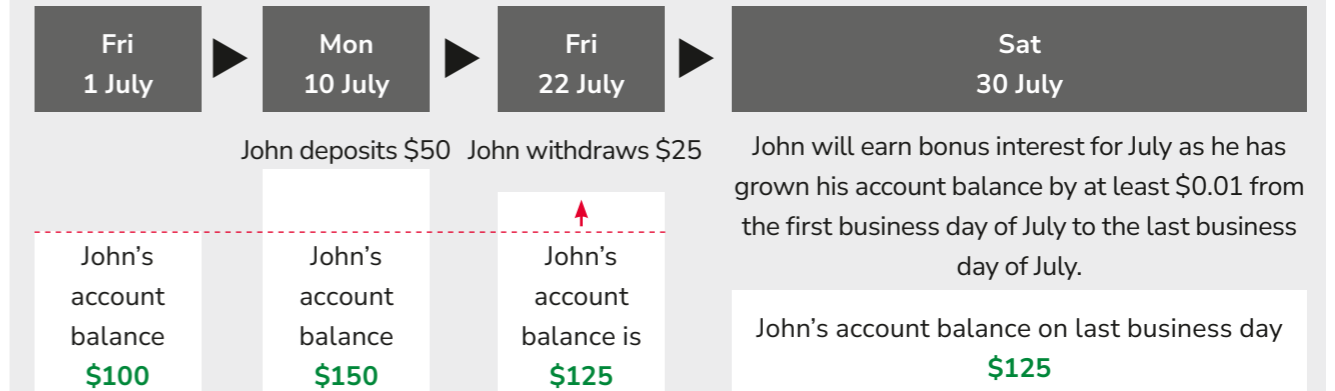 Fri
1 July
Mon
10 July
Fri
22 July
Sat
30 July
John deposits $50
John withdraws $25
John will earn bonus interest for July as he has
grown his account balance by at least $0.01 from
the first business day of July to the last business
day of July.
John’s
account
balance
$100
John’s
account
balance
$150
John’s
account
balance is
$125
John’s account balance on last business day
$125